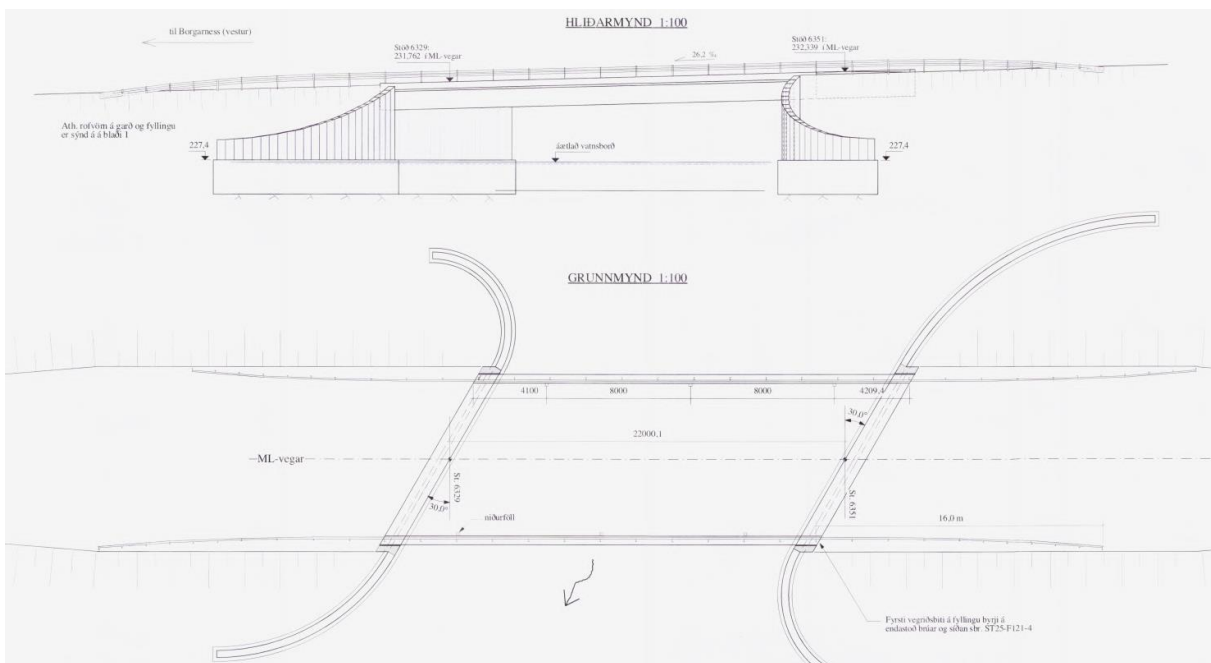 HLIÐARMYND 1:100
til Borgarness (vestur)
Stöð 6329:
231,762 í ML-vegar
26,2 ‰
Stöð 6351:
232,339 í ML-vegar
Ath. rofvörn á garð og fyllingu
er sýnd á á blaði 1
227,4
áætlað vatnsborð
227,4
GRUNNMYND 1:100
4100
8000
8000
4209,4
30,0°
22000,1
ML-vegar
St. 6329
St. 6351
30,0°
niðurföll
16,0 m
Fyrsti vegriðsbiti á fyllingu byrji á
endastoð brúar og síðan sbr. ST25-F121-4